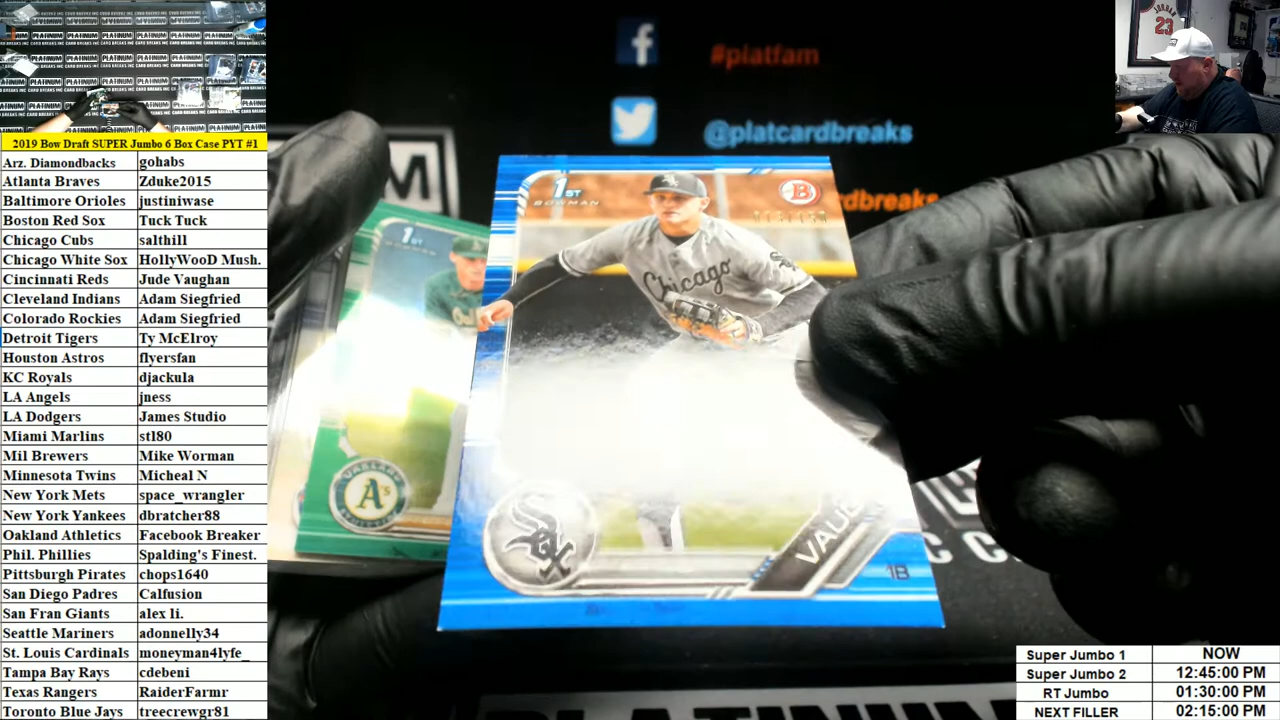 2019 Bow Draft SUPER Jumbo 6 Box Case PYT #1
Arz. Diamondbacks gohabs
Atlanta Braves Zduke2015
Baltimore Orioles justiniwase
Boston Red Sox Tuck Tuck
Chicago Cubs salthill
Chicago White Sox HollyWooD Mush.
Cincinnati Reds Jude Vaughan
Cleveland Indians Adam Siegfried
Colorado Rockies Adam Siegfried
Detroit Tigers Ty McElroy
Houston Astros flyersfan
KC Royals djackula
LA Angels jness
LA Dodgers James Studio
Miami Marlins stl80
Mil Brewers Mike Worman
Minnesota Twins Micheal N
New York Mets space_wrangler
New York Yankees dbratcher88
Oakland Athletics Facebook Breaker
Phil. Phillies Spalding's Finest.
Pittsburgh Pirates chops1640
San Diego Padres Calfusion
San Fran Giants alex li.
Seattle Mariners adonnelly34
St. Louis Cardinals moneyman4lyfe_
Tampa Bay Rays cdebeni
Texas Rangers RaiderFarmr
Toronto Blue Jays treecrewgr81
#platfam
@platcardbreaks
cardbreaks
1ST
BOWMAN
B
Chicago
SOX
VAU
1B
1ST
A's
PLATINUM
23
Super Jumbo 1 NOW
Super Jumbo 2 12:45:00 PM
RT Jumbo 01:30:00 PM
NEXT FILLER 02:15:00 PM